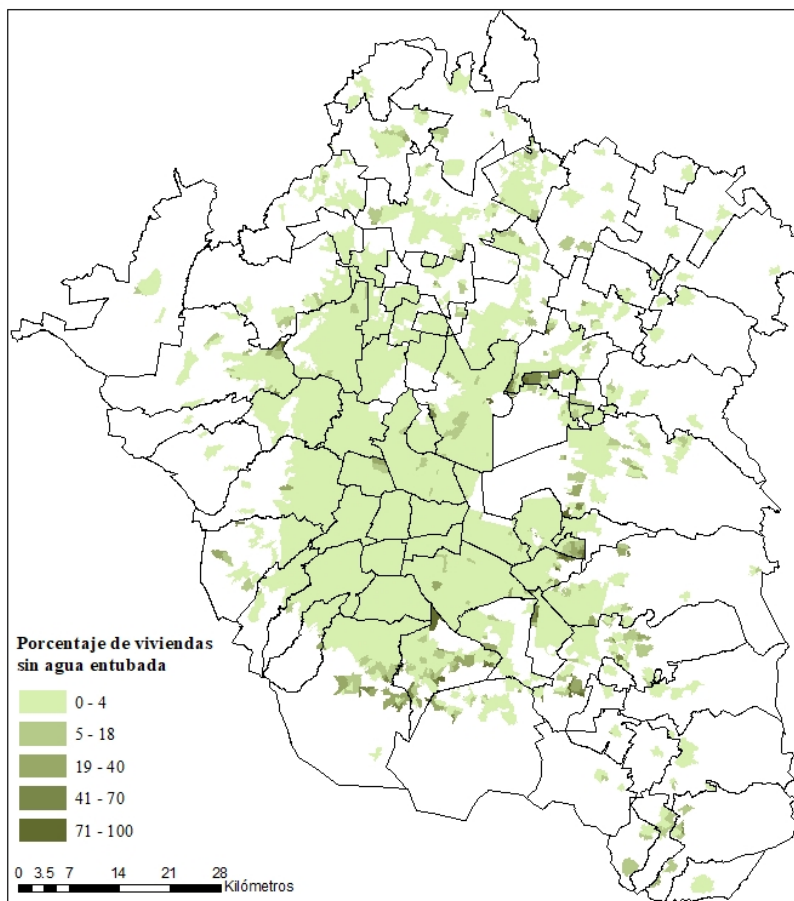 Porcentaje de viviendas
sin agua entubada
0 - 4
5 - 18
19 - 40
41 - 70
71 - 100
0 3.5 7 14 21 28
Kilómetros